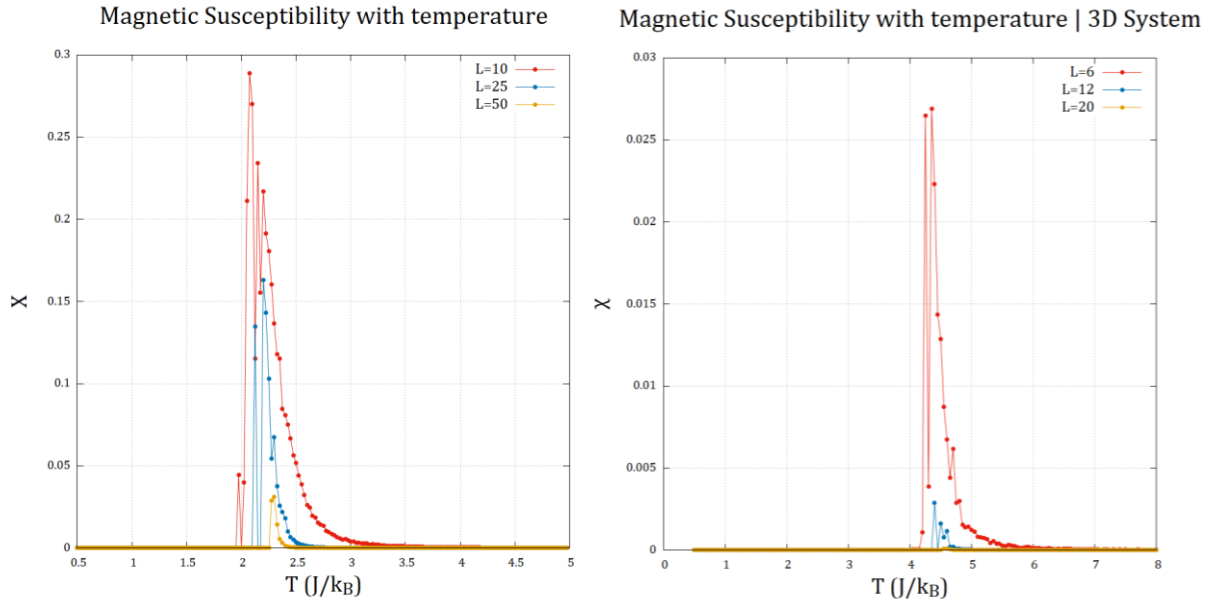 Magnetic Susceptibility with temperature
L=10
L=25
L=50
0.3
0.25
0.2
0.15
0.1
0.05
0
X
0.5 1 1.5 2 2.5 3 3.5 4 4.5 5
T (J/kB)
Magnetic Susceptibility with temperature | 3D System
L=6
L=12
L=20
0.03
0.025
0.02
0.015
0.01
0.005
0
χ
0 1 2 3 4 5 6 7 8
T (J/kB)